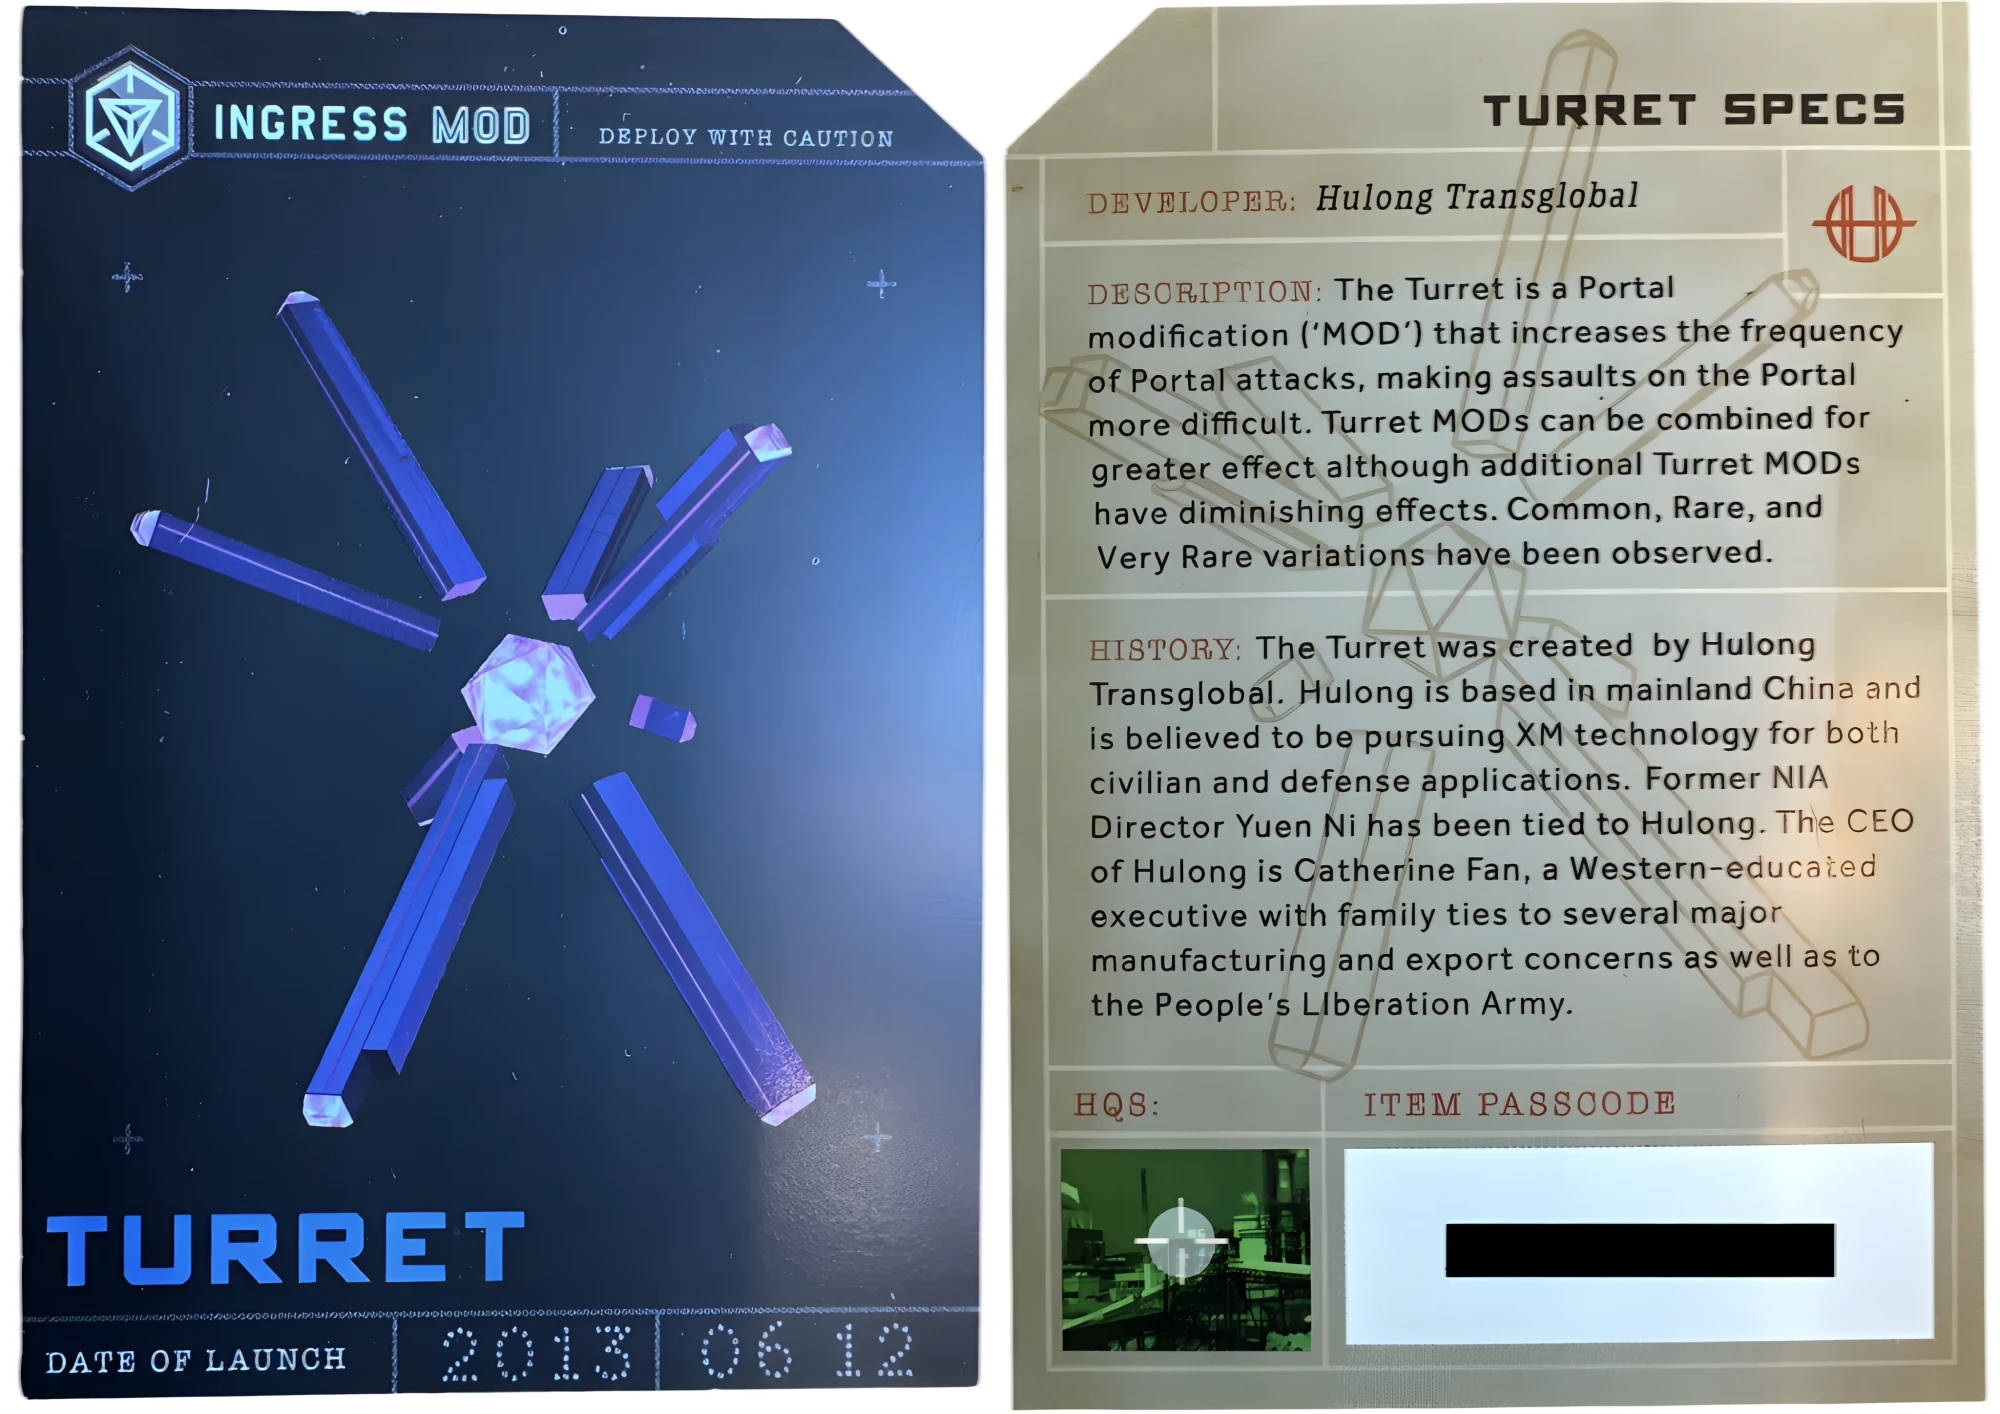 INGRESS MOD
DEPLOY WITH CAUTION
TURRET
DATE OF LAUNCH 2013 06 12
TURRET SPECS
DEVELOPER: Hulong Transglobal
DESCRIPTION: The Turret is a Portal
modification (‘MOD’) that increases the frequency
of Portal attacks, making assaults on the Portal
more difficult. Turret MODs can be combined for
greater effect although additional Turret MODs
have diminishing effects. Common, Rare, and
Very Rare variations have been observed.
HISTORY: The Turret was created by Hulong
Transglobal. Hulong is based in mainland China and
is believed to be pursuing XM technology for both
civilian and defense applications. Former NIA
Director Yuen Ni has been tied to Hulong. The CEO
of Hulong is Catherine Fan, a Western-educated
executive with family ties to several major
manufacturing and export concerns as well as to
the People’s LIberation Army.
HQS:
ITEM PASSCODE